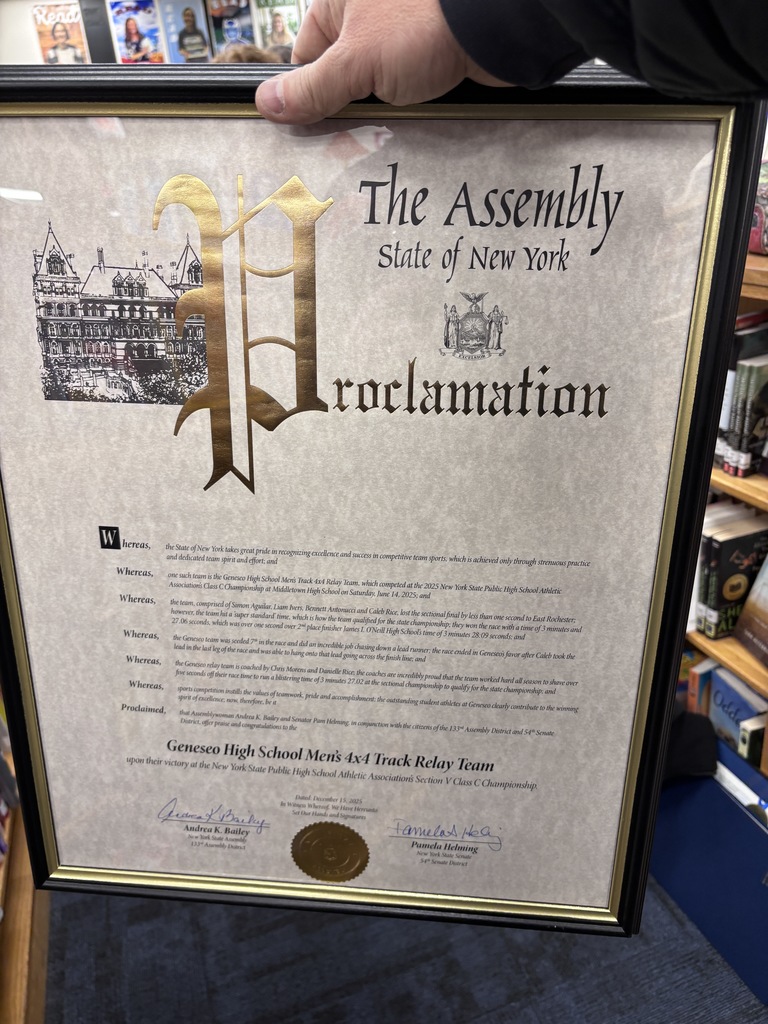 Read
The Assembly
State of New York
EXCELSIOR
Proclamation
Whereas, the State of New York takes great pride in recognizing excellence and success in competitive team sports, which is achieved only through strenuous practice
and dedicated team spirit and effort; and
Whereas, one such team is the Geneseo High School Men's Track 4x4 Relay Team, which competed at the 2025 New York State Public High School Athletic
Association's Class C Championship at Middletown High School on Saturday, June 14, 2025; and
Whereas, the team, comprised of Simon Aguilar, Liam Ivers, Bennett Antonucci and Caleb Rice, lost the sectional final by less than one second to East Rochester;
however, the team hit a 'super standard' time, which is how the team qualified for the state championship; they won the race with a time of 3 minutes and
27.06 seconds, which was over one second over 2nd place finisher James I. O'Neill High School's time of 3 minutes 28.09 seconds; and
Whereas, the Geneseo team was seeded 7th in the race and did an incredible job chasing down a lead runner; the race ended in Geneseo's favor after Caleb took the
lead in the last leg of the race and was able to hang onto that lead going across the finish line; and
Whereas, the Geneseo relay team is coached by Chris Monens and Danielle Rice, the coaches are incredibly proud that the team worked hard all season to shave over
five seconds off their race time to run a blistering time of 3 minutes 27.02 at the sectional championship to qualify for the state championship; and
Whereas, sports competition instills the values of teamwork, pride and accomplishment; the outstanding student athletes at Geneseo clearly contribute to the winning
spirit of excellence; now, therefore, be it
Proclaimed, that Assemblywoman Andrea K. Bailey and Senator Pam Helming, in conjunction with the citizens of the 133rd Assembly District and 54th Senate
District, offer praise and congratulations to the
Geneseo High School Men's 4x4 Track Relay Team
upon their victory at the New York State Public High School Athletic Association's Section V Class C Championship.
Dated: December 15, 2025
In Witness Whereof, We Have Hereunto
Set Our Hands and Signatures
Andrea K Bailey
Andrea K. Bailey
New York State Assembly
133rd Assembly District
Pamela Helming
Pamela Helming
New York State Senate
54th Senate District